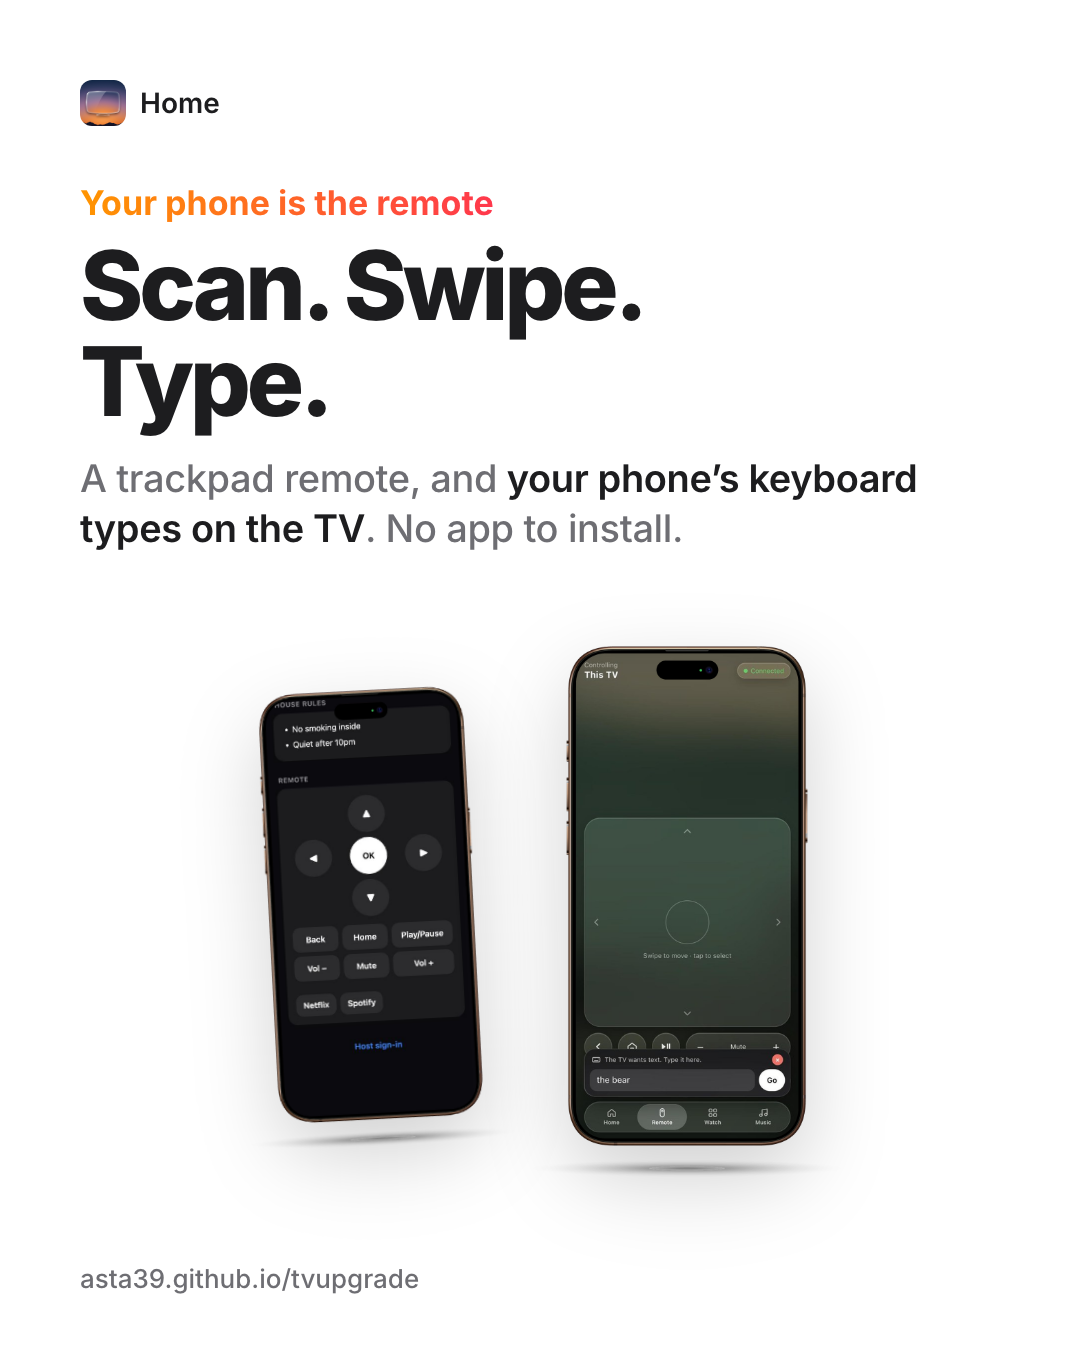 Home
Your phone is the remote
Scan. Swipe.
Type.
A trackpad remote, and your phone’s keyboard
types on the TV. No app to install.
HOUSE RULES
• No smoking inside
• Quiet after 10pm
REMOTE
OK
Back Home Play/Pause
Vol – Mute Vol +
Netflix Spotify
Host sign-in
Controlling
This TV
Connected
Swipe to move · tap to select
– Mute +
The TV wants text. Type it here.
the bear Go
Home Remote Watch Music
asta39.github.io/tvupgrade